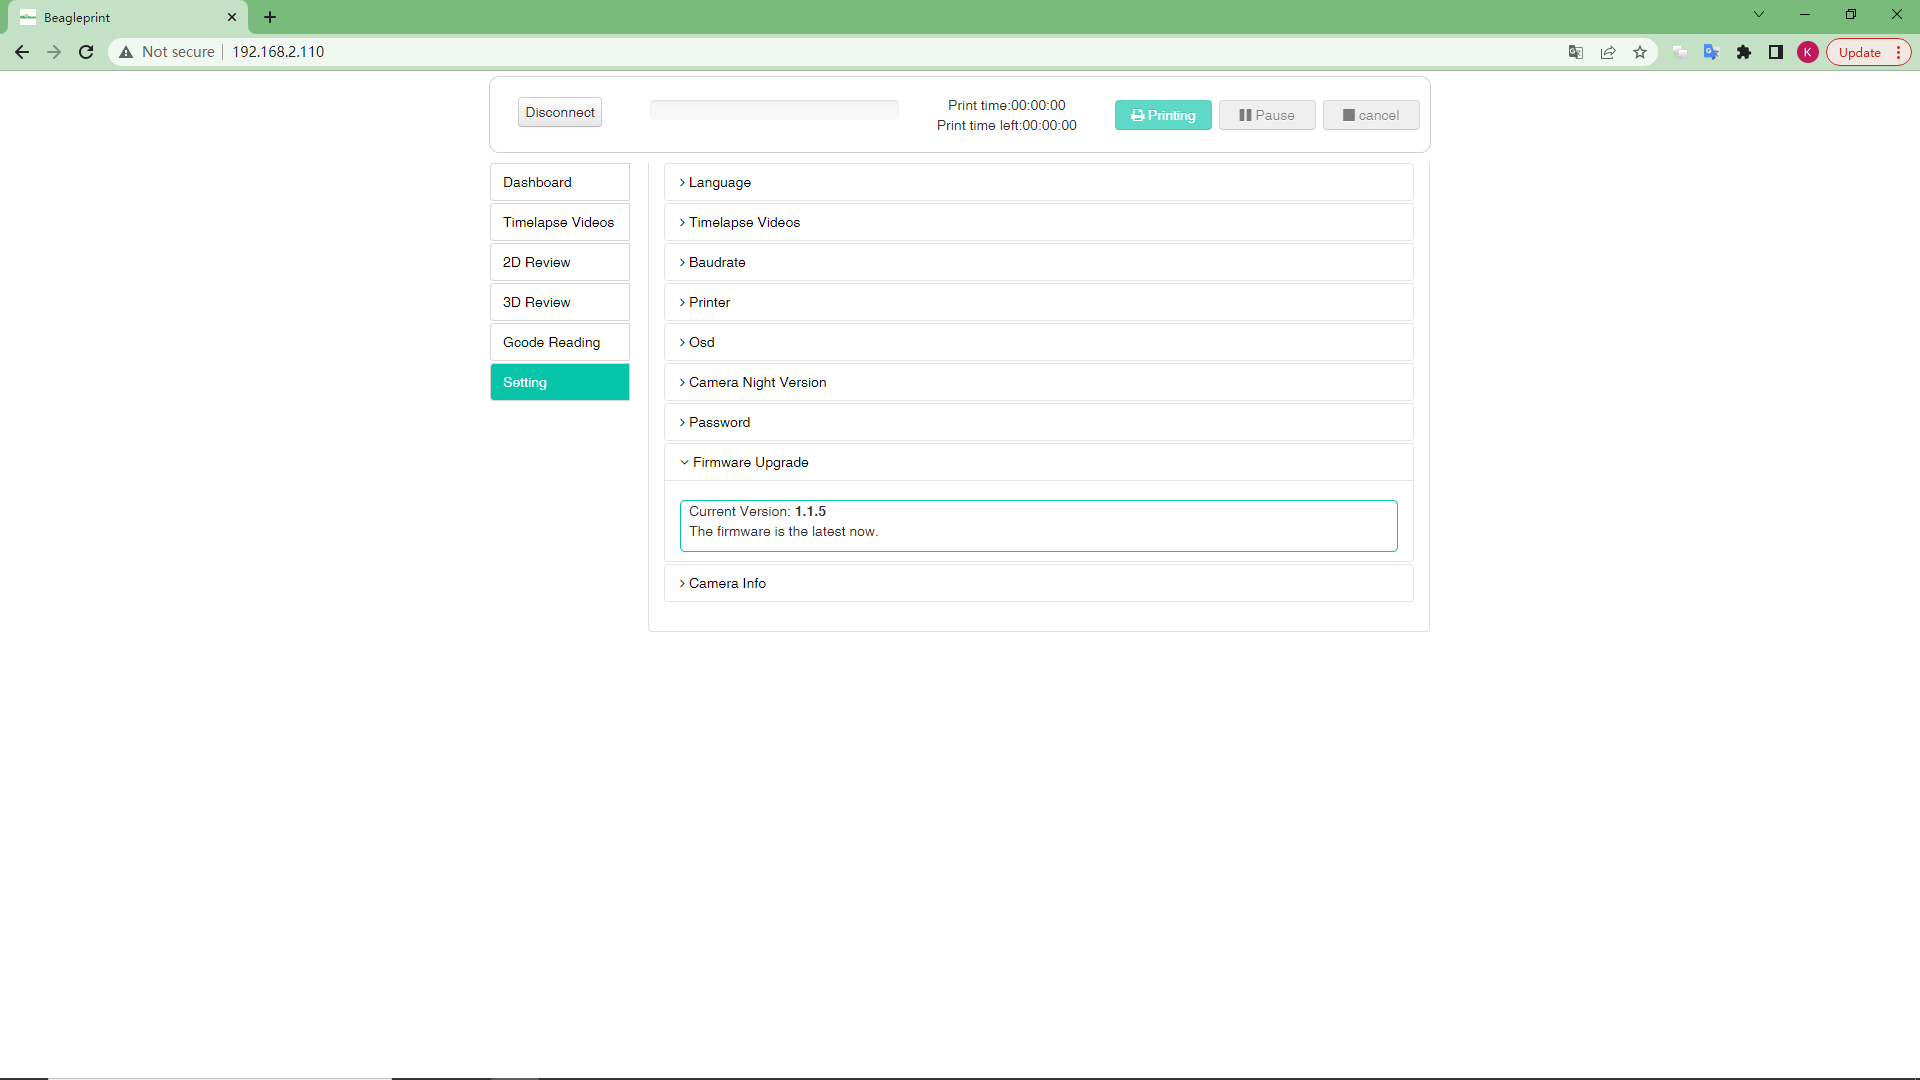 Beagleprint
Not secure
192.168.2.110
K
Update
Disconnect
Print time:00:00:00
Print time left:00:00:00
Printing
Pause
cancel
Dashboard
Timelapse Videos
2D Review
3D Review
Gcode Reading
Setting
Language
Timelapse Videos
Baudrate
Printer
Osd
Camera Night Version
Password
Firmware Upgrade
Current Version: 1.1.5
The firmware is the latest now.
Camera Info